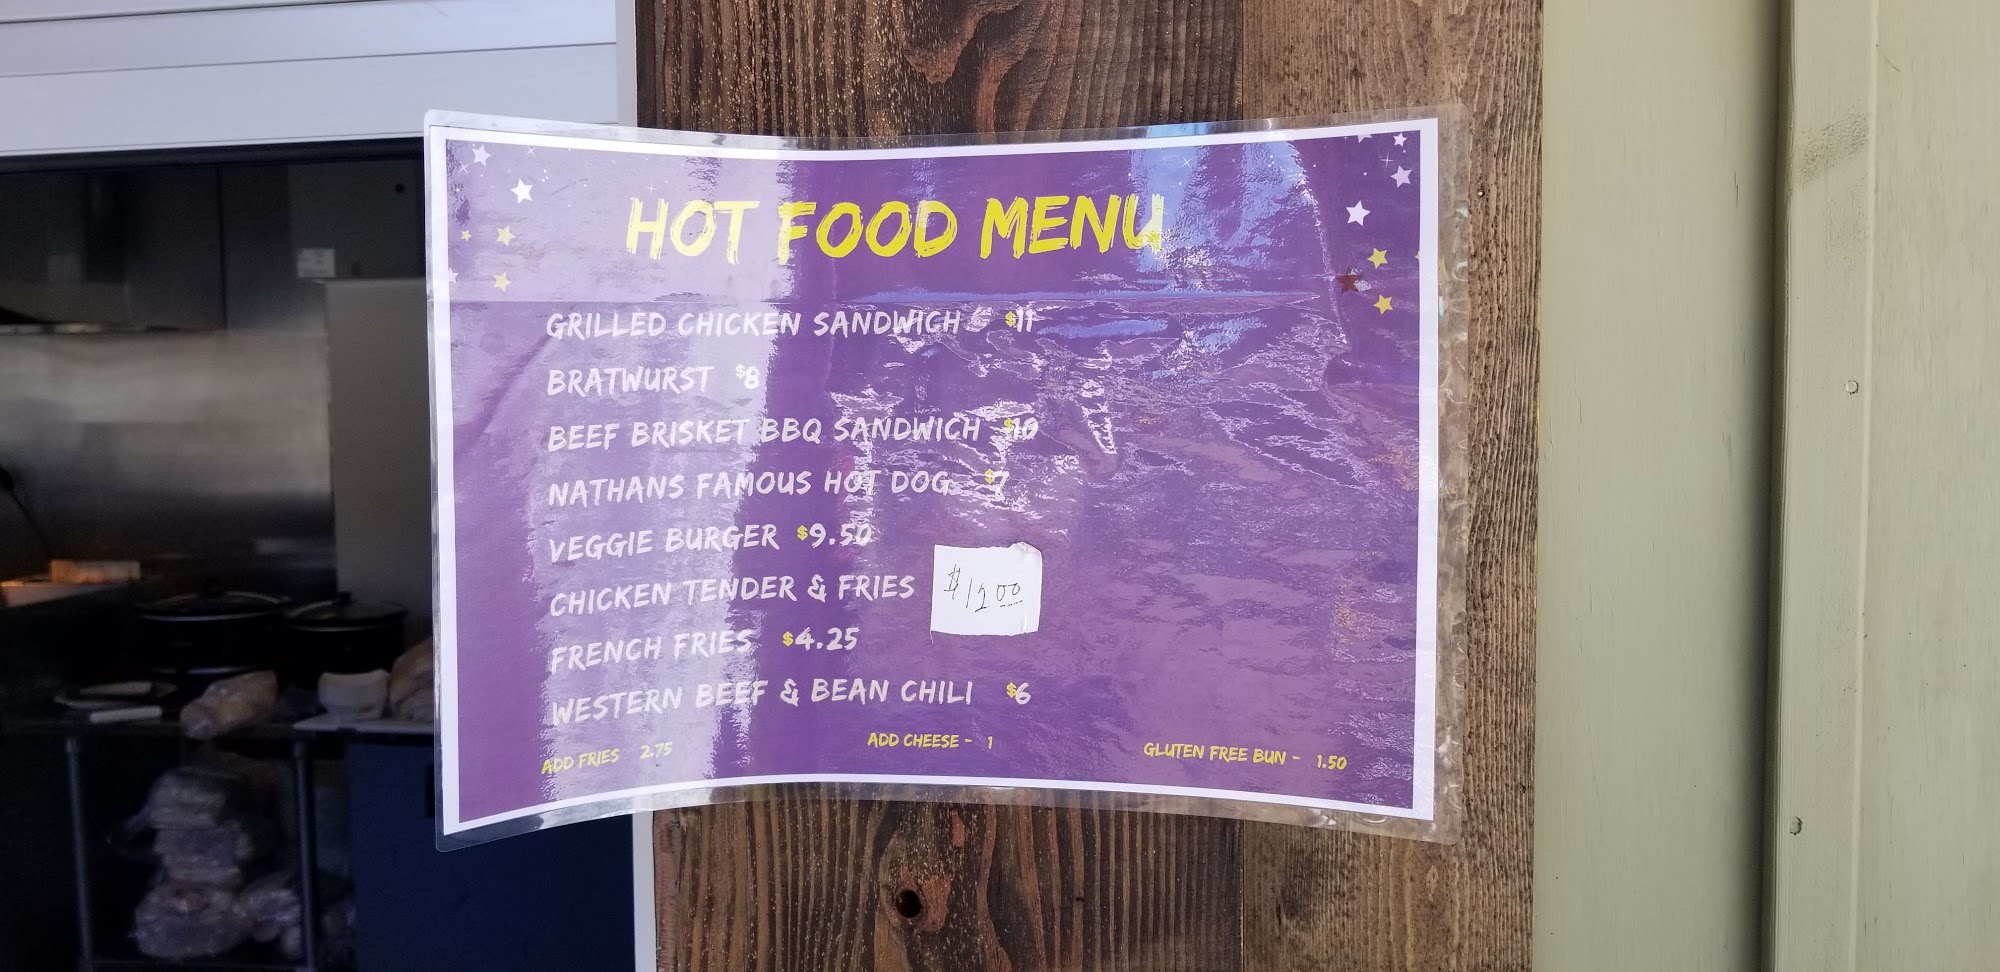 HOT FOOD MENU
GRILLED CHICKEN SANDWICH $11
BRATWURST $8
BEEF BRISKET BBQ SANDWICH $10
NATHANS FAMOUS HOT DOG $7
VEGGIE BURGER $9.50
CHICKEN TENDER & FRIES $12.00
FRENCH FRIES $4.25
WESTERN BEEF & BEAN CHILI $6
ADD FRIES 2.75 ADD CHEESE - 1 GLUTEN FREE BUN - 1.50